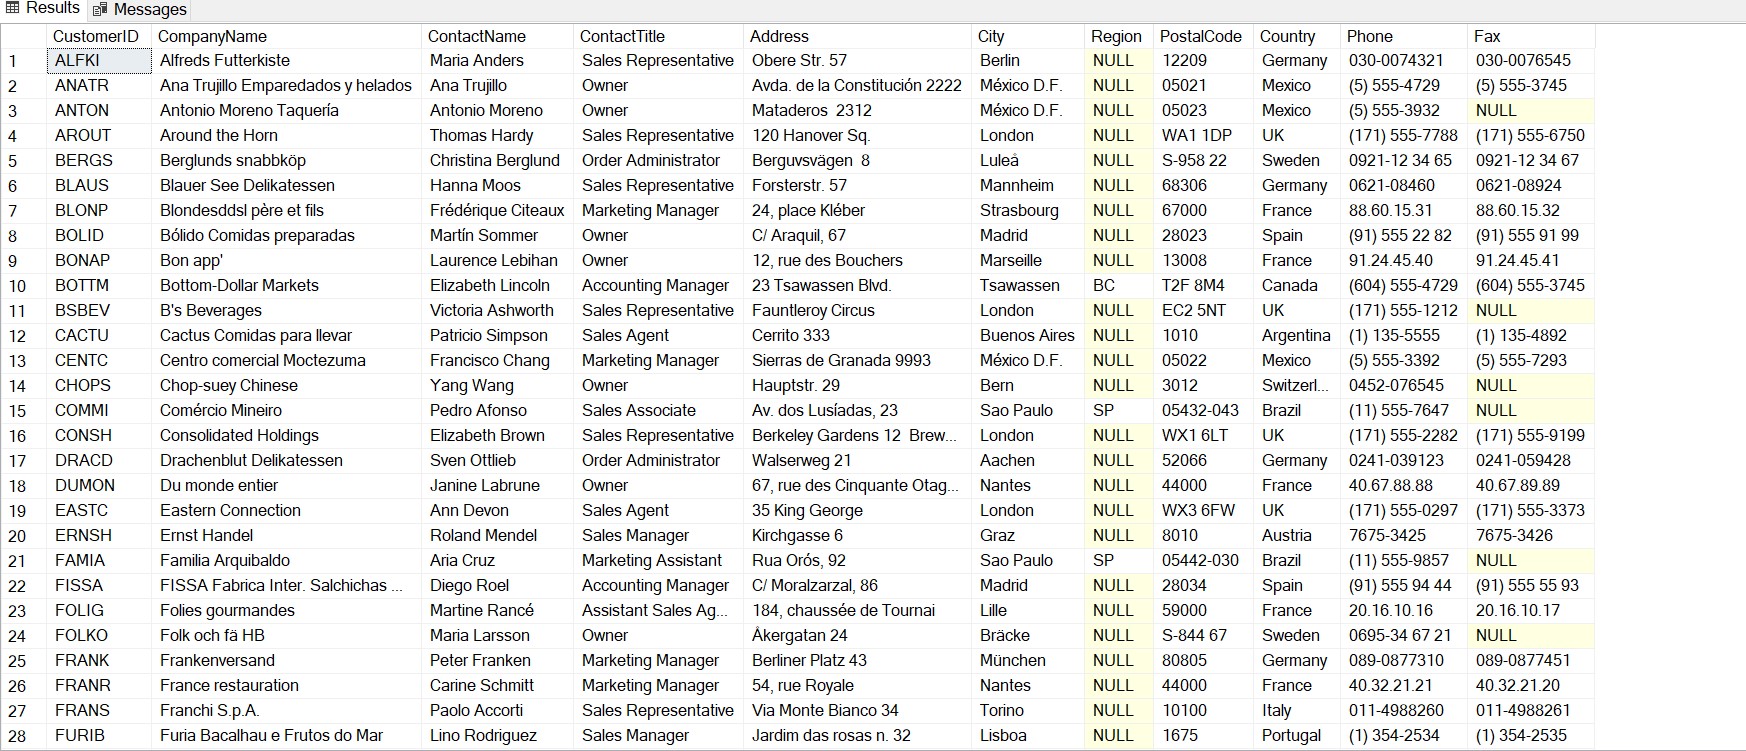 Results Messages
CustomerID CompanyName ContactName ContactTitle Address City Region PostalCode Country Phone Fax
1 ALFKI Alfreds Futterkiste Maria Anders Sales Representative Obere Str. 57 Berlin NULL 12209 Germany 030-0074321 030-0076545
2 ANATR Ana Trujillo Emparedados y helados Ana Trujillo Owner Avda. de la Constitución 2222 México D.F. NULL 05021 Mexico (5) 555-4729 (5) 555-3745
3 ANTON Antonio Moreno Taquería Antonio Moreno Owner Mataderos  2312 México D.F. NULL 05023 Mexico (5) 555-3932 NULL
4 AROUT Around the Horn Thomas Hardy Sales Representative 120 Hanover Sq. London NULL WA1 1DP UK (171) 555-7788 (171) 555-6750
5 BERGS Berglunds snabbköp Christina Berglund Order Administrator Berguvsvägen  8 Luleå NULL S-958 22 Sweden 0921-12 34 65 0921-12 34 67
6 BLAUS Blauer See Delikatessen Hanna Moos Sales Representative Forsterstr. 57 Mannheim NULL 68306 Germany 0621-08460 0621-08924
7 BLONP Blondesddsl père et fils Frédérique Citeaux Marketing Manager 24, place Kléber Strasbourg NULL 67000 France 88.60.15.31 88.60.15.32
8 BOLID Bólido Comidas preparadas Martín Sommer Owner C/ Araquil, 67 Madrid NULL 28023 Spain (91) 555 22 82 (91) 555 91 99
9 BONAP Bon app' Laurence Lebihan Owner 12, rue des Bouchers Marseille NULL 13008 France 91.24.45.40 91.24.45.41
10 BOTTM Bottom-Dollar Markets Elizabeth Lincoln Accounting Manager 23 Tsawassen Blvd. Tsawassen BC T2F 8M4 Canada (604) 555-4729 (604) 555-3745
11 BSBEV B's Beverages Victoria Ashworth Sales Representative Fauntleroy Circus London NULL EC2 5NT UK (171) 555-1212 NULL
12 CACTU Cactus Comidas para llevar Patricio Simpson Sales Agent Cerrito 333 Buenos Aires NULL 1010 Argentina (1) 135-5555 (1) 135-4892
13 CENTC Centro comercial Moctezuma Francisco Chang Marketing Manager Sierras de Granada 9993 México D.F. NULL 05022 Mexico (5) 555-3392 (5) 555-7293
14 CHOPS Chop-suey Chinese Yang Wang Owner Hauptstr. 29 Bern NULL 3012 Switzerl... 0452-076545 NULL
15 COMMI Comércio Mineiro Pedro Afonso Sales Associate Av. dos Lusíadas, 23 Sao Paulo SP 05432-043 Brazil (11) 555-7647 NULL
16 CONSH Consolidated Holdings Elizabeth Brown Sales Representative Berkeley Gardens 12  Brew... London NULL WX1 6LT UK (171) 555-2282 (171) 555-9199
17 DRACD Drachenblut Delikatessen Sven Ottlieb Order Administrator Walserweg 21 Aachen NULL 52066 Germany 0241-039123 0241-059428
18 DUMON Du monde entier Janine Labrune Owner 67, rue des Cinquante Otag... Nantes NULL 44000 France 40.67.88.88 40.67.89.89
19 EASTC Eastern Connection Ann Devon Sales Agent 35 King George London NULL WX3 6FW UK (171) 555-0297 (171) 555-3373
20 ERNSH Ernst Handel Roland Mendel Sales Manager Kirchgasse 6 Graz NULL 8010 Austria 7675-3425 7675-3426
21 FAMIA Familia Arquibaldo Aria Cruz Marketing Assistant Rua Orós, 92 Sao Paulo SP 05442-030 Brazil (11) 555-9857 NULL
22 FISSA FISSA Fabrica Inter. Salchichas ... Diego Roel Accounting Manager C/ Moralzarzal, 86 Madrid NULL 28034 Spain (91) 555 94 44 (91) 555 55 93
23 FOLIG Folies gourmandes Martine Rancé Assistant Sales Ag... 184, chaussée de Tournai Lille NULL 59000 France 20.16.10.16 20.16.10.17
24 FOLKO Folk och fä HB Maria Larsson Owner Åkergatan 24 Bräcke NULL S-844 67 Sweden 0695-34 67 21 NULL
25 FRANK Frankenversand Peter Franken Marketing Manager Berliner Platz 43 München NULL 80805 Germany 089-0877310 089-0877451
26 FRANR France restauration Carine Schmitt Marketing Manager 54, rue Royale Nantes NULL 44000 France 40.32.21.21 40.32.21.20
27 FRANS Franchi S.p.A. Paolo Accorti Sales Representative Via Monte Bianco 34 Torino NULL 10100 Italy 011-4988260 011-4988261
28 FURIB Furia Bacalhau e Frutos do Mar Lino Rodriguez Sales Manager Jardim das rosas n. 32 Lisboa NULL 1675 Portugal (1) 354-2534 (1) 354-2535